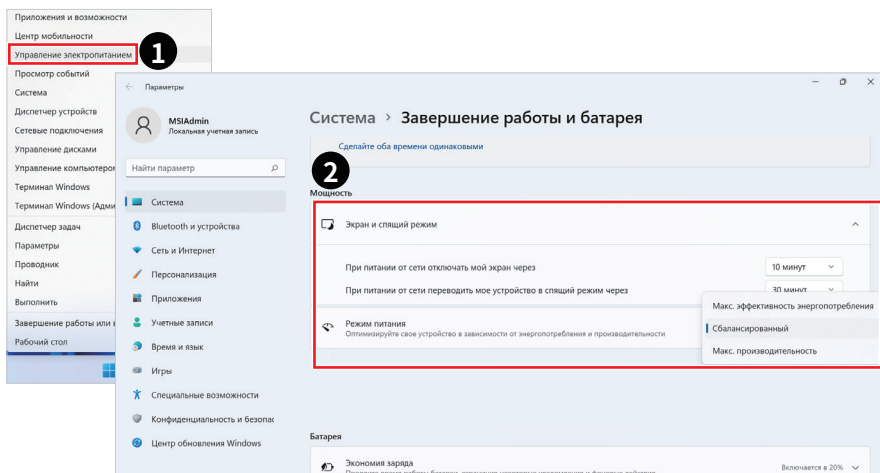 Приложения и возможности
Центр мобильности
Управление электропитанием
1
Просмотр событий
Система
Диспетчер устройств
Сетевые подключения
Управление дисками
Управление компьютером
Терминал Windows
Терминал Windows (Адми
Диспетчер задач
Параметры
Проводник
Найти
Выполнить
Завершение работы или в
Рабочий стол
Параметры
MSIAdmin
Локальная учетная запись
Найти параметр
Система
Bluetooth и устройства
Сеть и Интернет
Персонализация
Приложения
Учетные записи
Время и язык
Игры
Специальные возможности
Конфиденциальность и безопас
Центр обновления Windows
Система > Завершение работы и батарея
Сделайте оба времени одинаковыми
2
Мощность
Экран и спящий режим
При питании от сети отключать мой экран через
10 минут
При питании от сети переводить мое устройство в спящий режим через
30 минут
Режим питания
Оптимизируйте свое устройство в зависимости от энергопотребления и производительности
Макс. эффективность энергопотребления
Сбалансированный
Макс. производительность
Батарея
Экономия заряда
Включается в 20%